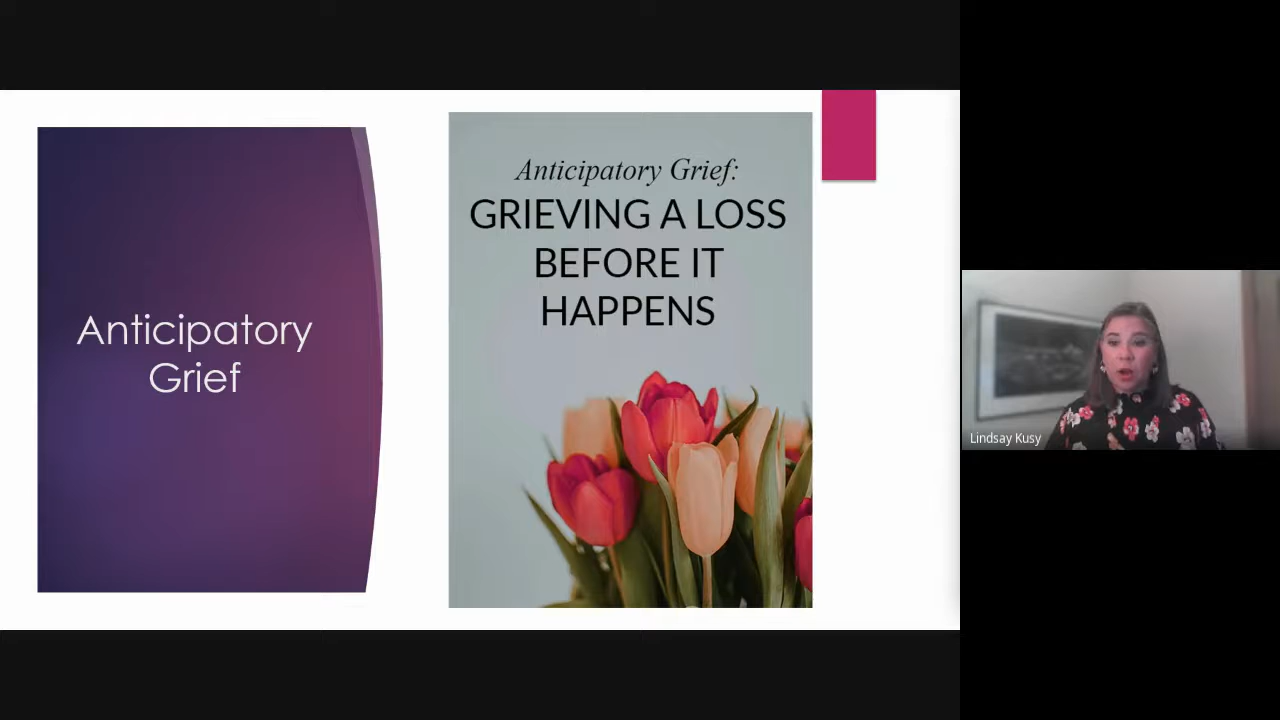 Anticipatory
Grief
Anticipatory Grief:
GRIEVING A LOSS
BEFORE IT
HAPPENS
Lindsay Kusy